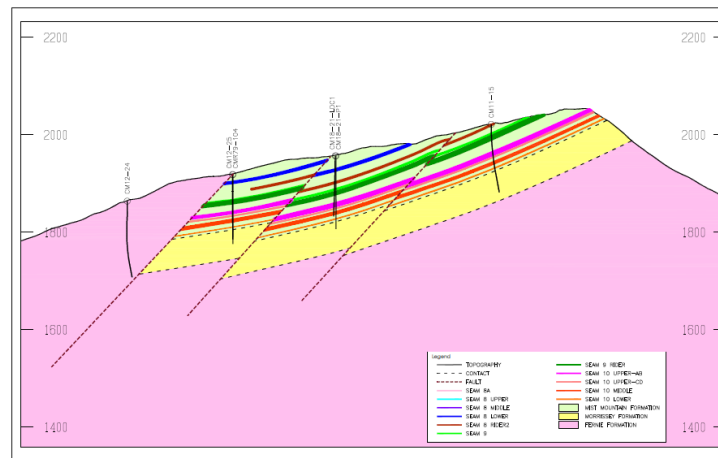 2200 2200
CM11-15
CM18-21-LDC1
CM18-21-P1
2000 2000
CM12-25
CMR75-104
CM12-24
1800 1800
1600 1600
Legend
TOPOGRAPHY
CONTACT
FAULT
SEAM 8A
SEAM 8 UPPER
SEAM 8 MIDDLE
SEAM 8 LOWER
SEAM 8 RIDER2
SEAM 9
SEAM 9 RIDER
SEAM 10 UPPER-AB
SEAM 10 UPPER-CD
SEAM 10 MIDDLE
SEAM 10 LOWER
MIST MOUNTAIN FORMATION
MORRISSEY FORMATION
FERNIE FORMATION
1400 1400